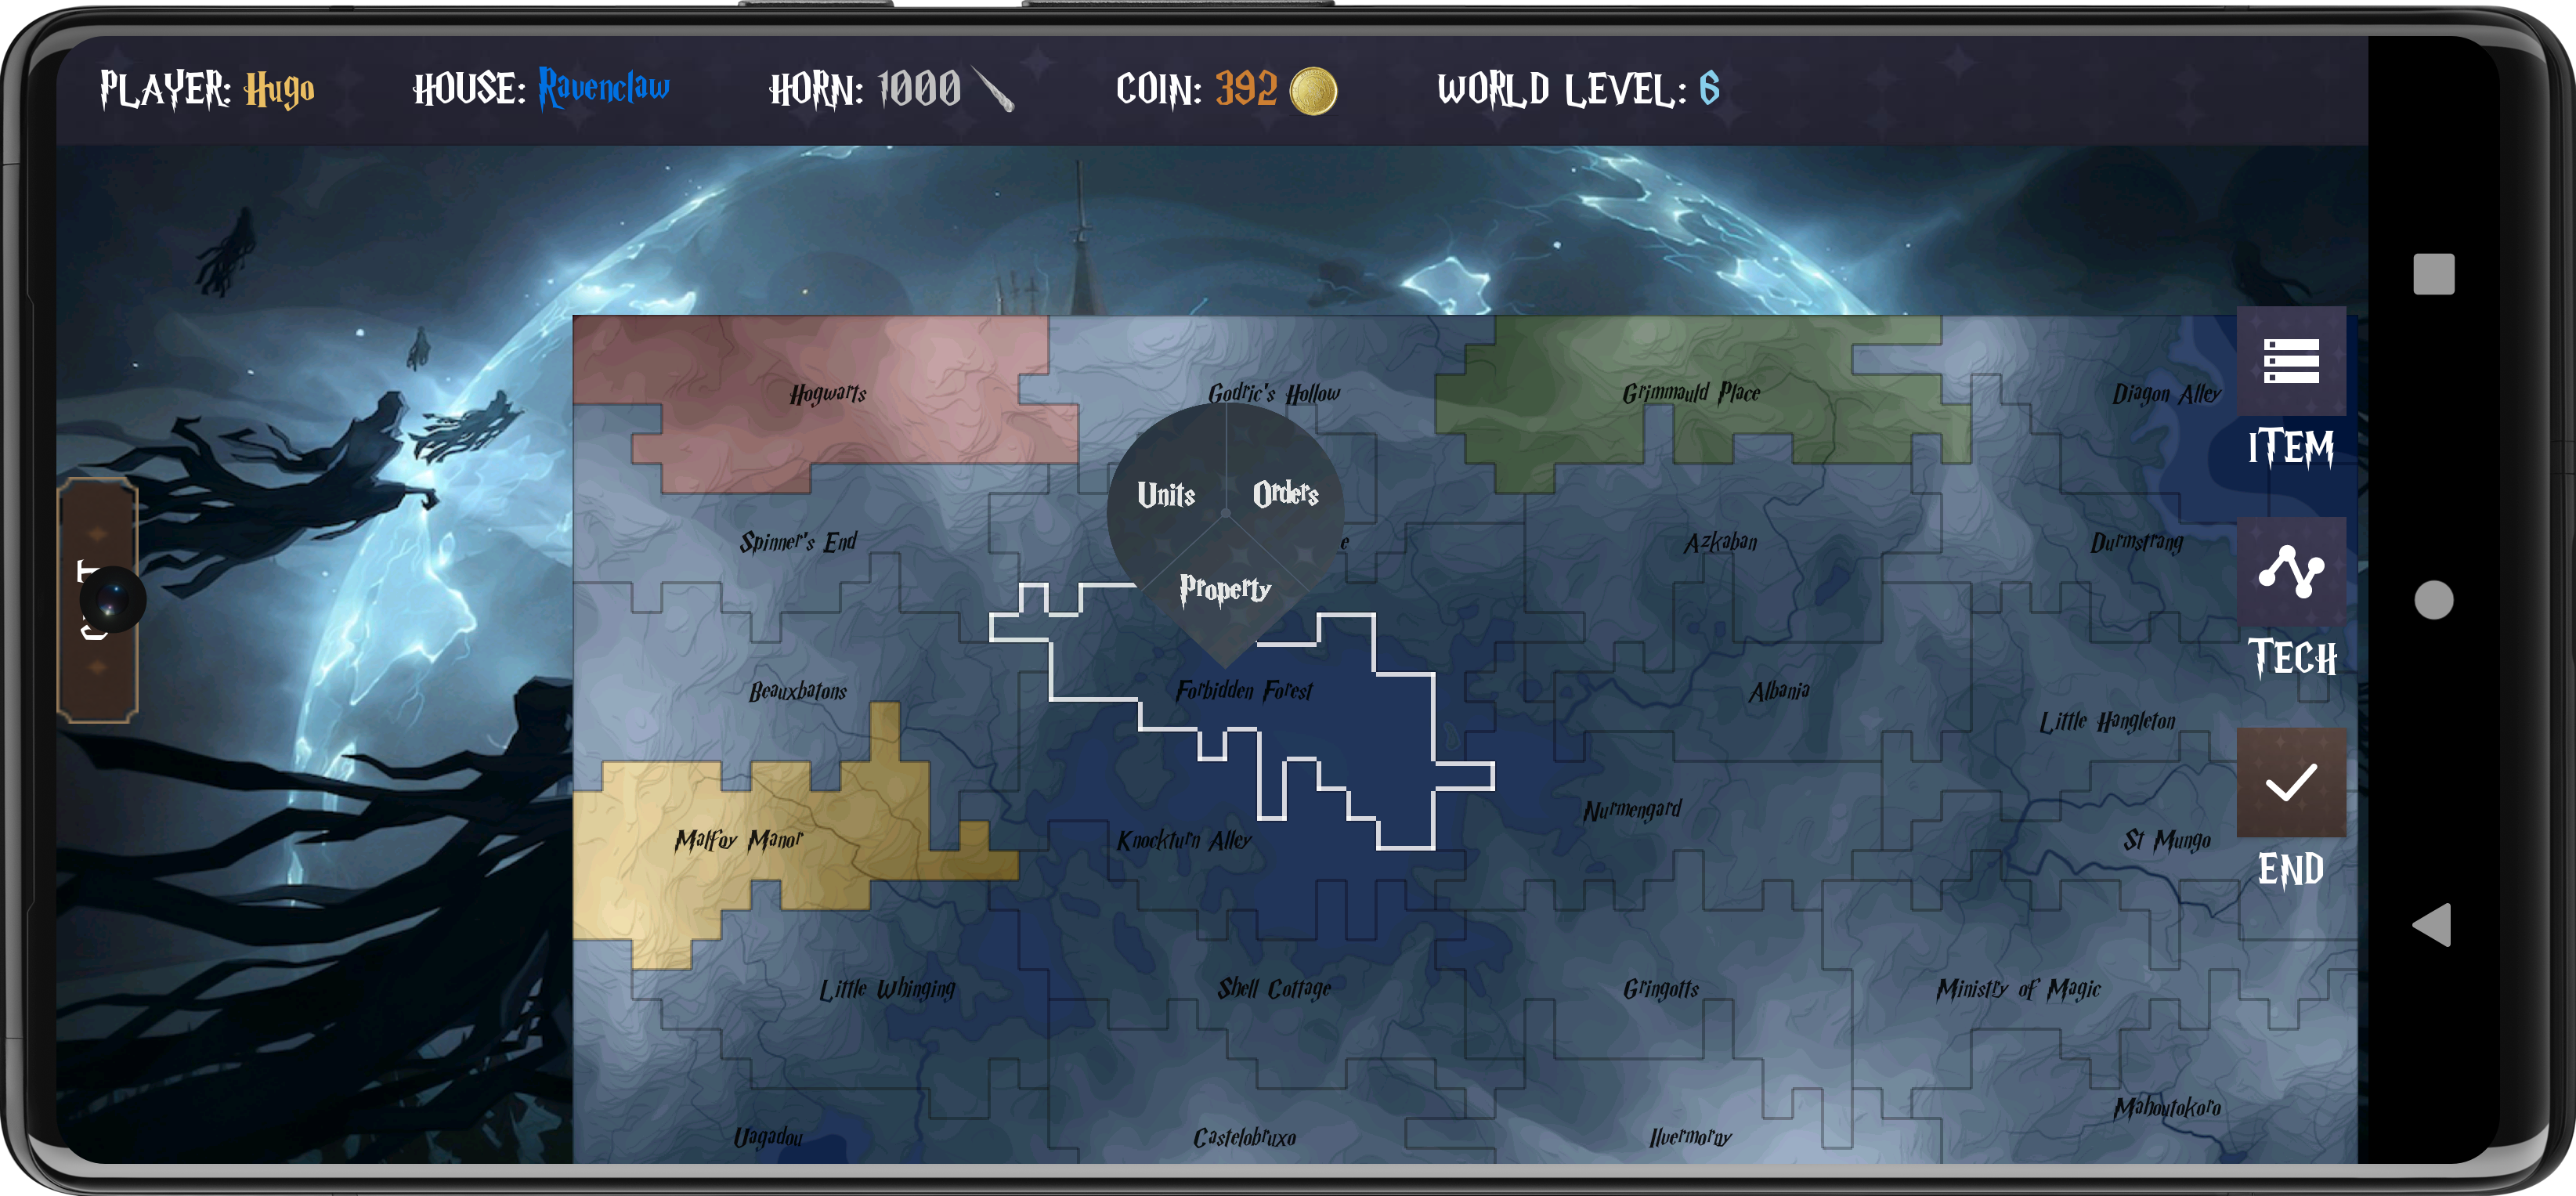 PLAYER: Hugo HOUSE: Ravenclaw HORN: 1000 COIN: 392 WORLD LEVEL: 6
Hogwarts Godric's Hollow Grimmauld Place Diagon Alley
ITEM
Units Orders
Spinner's End Azkaban Durmstrang
Property
TECH
Beauxbatons Forbidden Forest Albania
Little Hangleton
Nurmengard
Malfoy Manor Knockturn Alley St Mungo
END
Little Whinging Shell Cottage Gringotts Ministry of Magic
Mahoutokoro
Uagadou Castelobruxo Ilvermorny